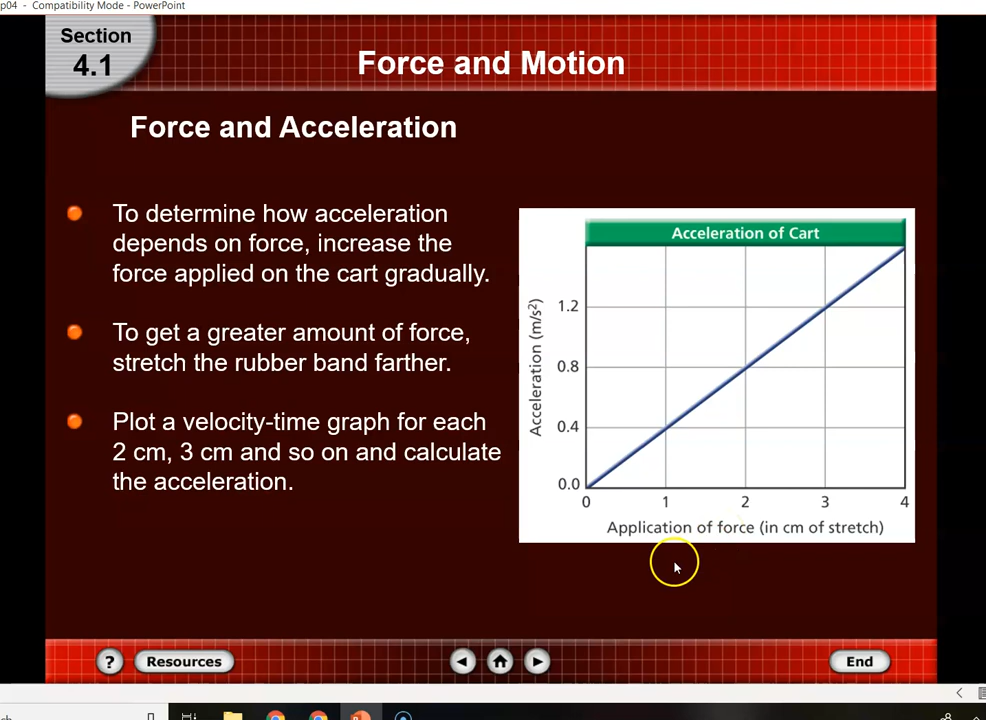 p04 - Compatibility Mode - PowerPoint
Section
4.1
Force and Motion
Force and Acceleration
To determine how acceleration
depends on force, increase the
force applied on the cart gradually.
To get a greater amount of force,
stretch the rubber band farther.
Plot a velocity-time graph for each
2 cm, 3 cm and so on and calculate
the acceleration.
Acceleration of Cart
Acceleration (m/s²)
1.2
0.8
0.4
0.0
0 1 2 3 4
Application of force (in cm of stretch)
? Resources End